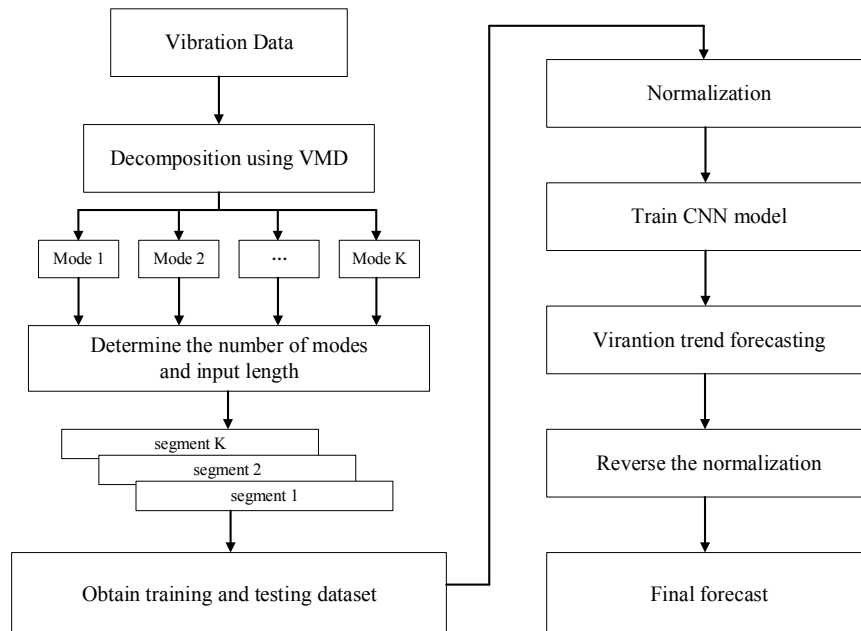 Vibration Data
Decomposition using VMD
Mode 1
Mode 2
...
Mode K
Determine the number of modes
and input length
segment K
segment 2
segment 1
Obtain training and testing dataset
Normalization
Train CNN model
Virantion trend forecasting
Reverse the normalization
Final forecast